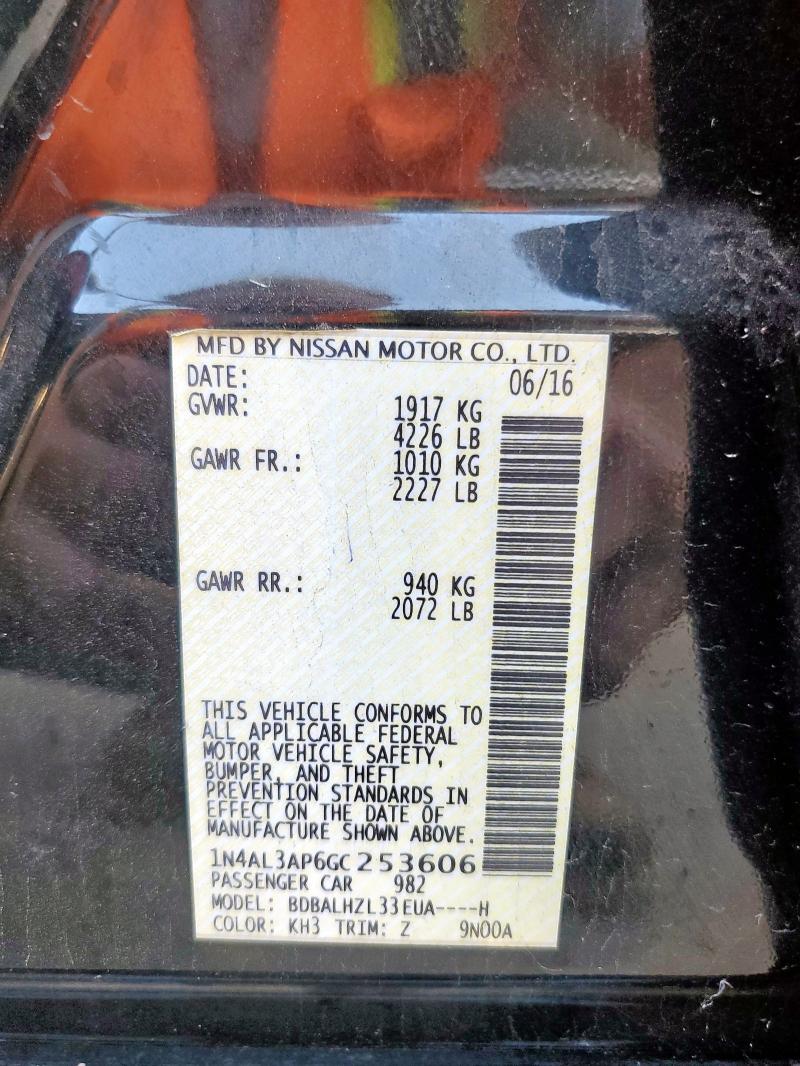 MFD BY NISSAN MOTOR CO., LTD.
DATE: 06/16
GVWR: 1917 KG
4226 LB
GAWR FR.: 1010 KG
2227 LB
GAWR RR.: 940 KG
2072 LB
THIS VEHICLE CONFORMS TO
ALL APPLICABLE FEDERAL
MOTOR VEHICLE SAFETY,
BUMPER, AND THEFT
PREVENTION STANDARDS IN
EFFECT ON THE DATE OF
MANUFACTURE SHOWN ABOVE.
1N4AL3AP6GC253606
PASSENGER CAR 982
MODEL: BDBALHZL33EUA----H
COLOR: KH3 TRIM: Z 9N00A